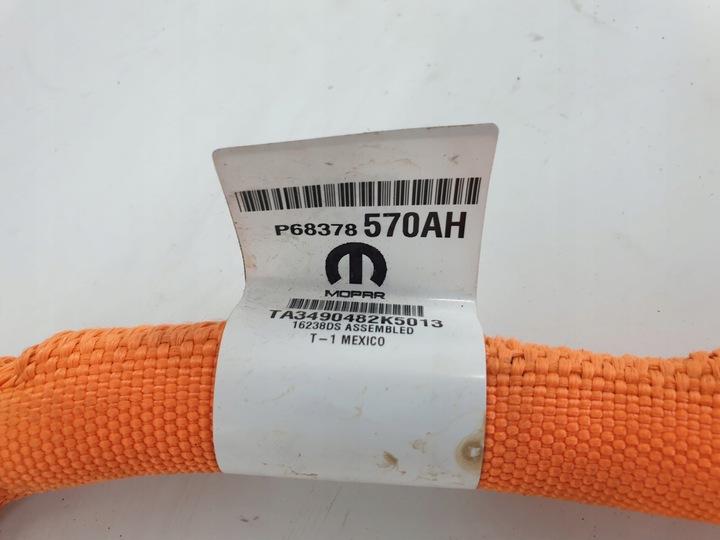 P68378 570AH
MOPAR
TA3490482K5013
16238DS ASSEMBLED
T-1 MEXICO